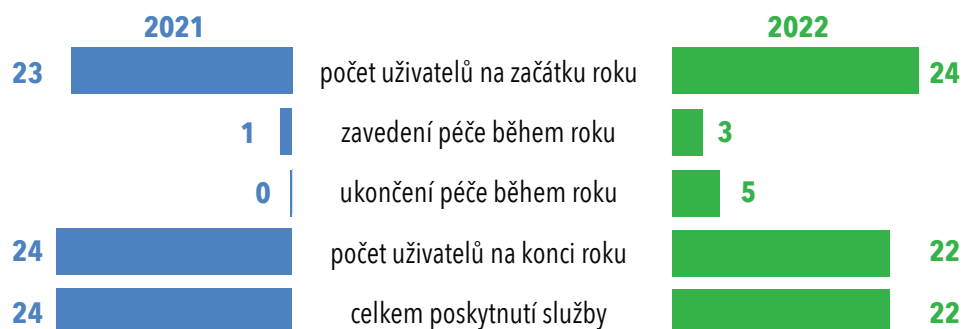 2021 2022
23 počet uživatelů na začátku roku 24
1 zavedení péče během roku 3
0 ukončení péče během roku 5
24 počet uživatelů na konci roku 22
24 celkem poskytnutí služby 22